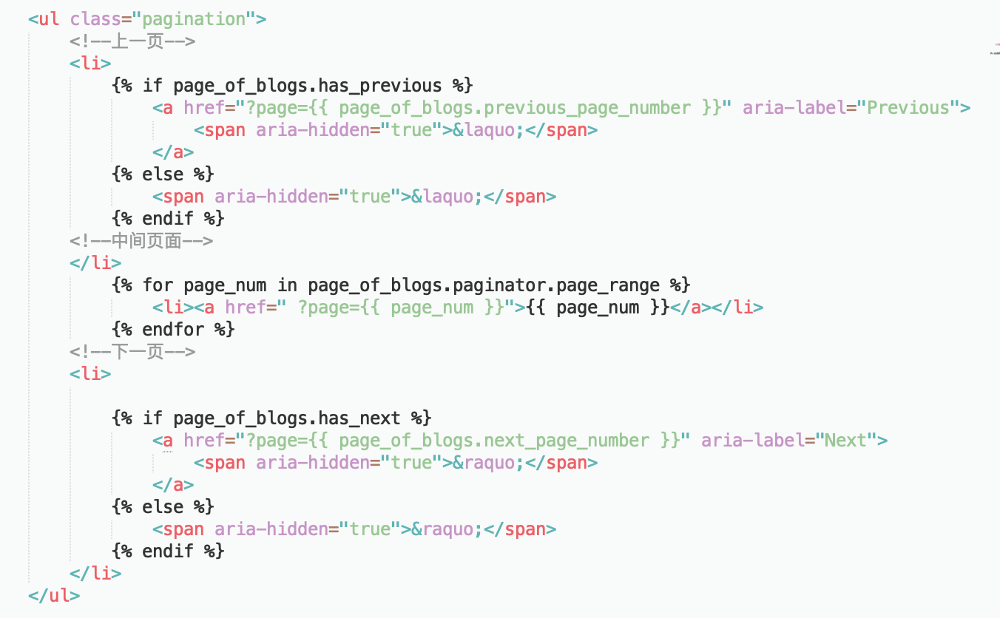 <ul class="pagination">
<!--上一页-->
<li>
{% if page_of_blogs.has_previous %}
<a href="?page={{ page_of_blogs.previous_page_number }}" aria-label="Previous">
<span aria-hidden="true">&laquo;</span>
</a>
{% else %}
<span aria-hidden="true">&laquo;</span>
{% endif %}
<!--中间页面-->
</li>
{% for page_num in page_of_blogs.paginator.page_range %}
<li><a href=" ?page={{ page_num }}">{{ page_num }}</a></li>
{% endfor %}
<!--下一页-->
<li>
{% if page_of_blogs.has_next %}
<a href="?page={{ page_of_blogs.next_page_number }}" aria-label="Next">
<span aria-hidden="true">&raquo;</span>
</a>
{% else %}
<span aria-hidden="true">&raquo;</span>
{% endif %}
</li>
</ul>